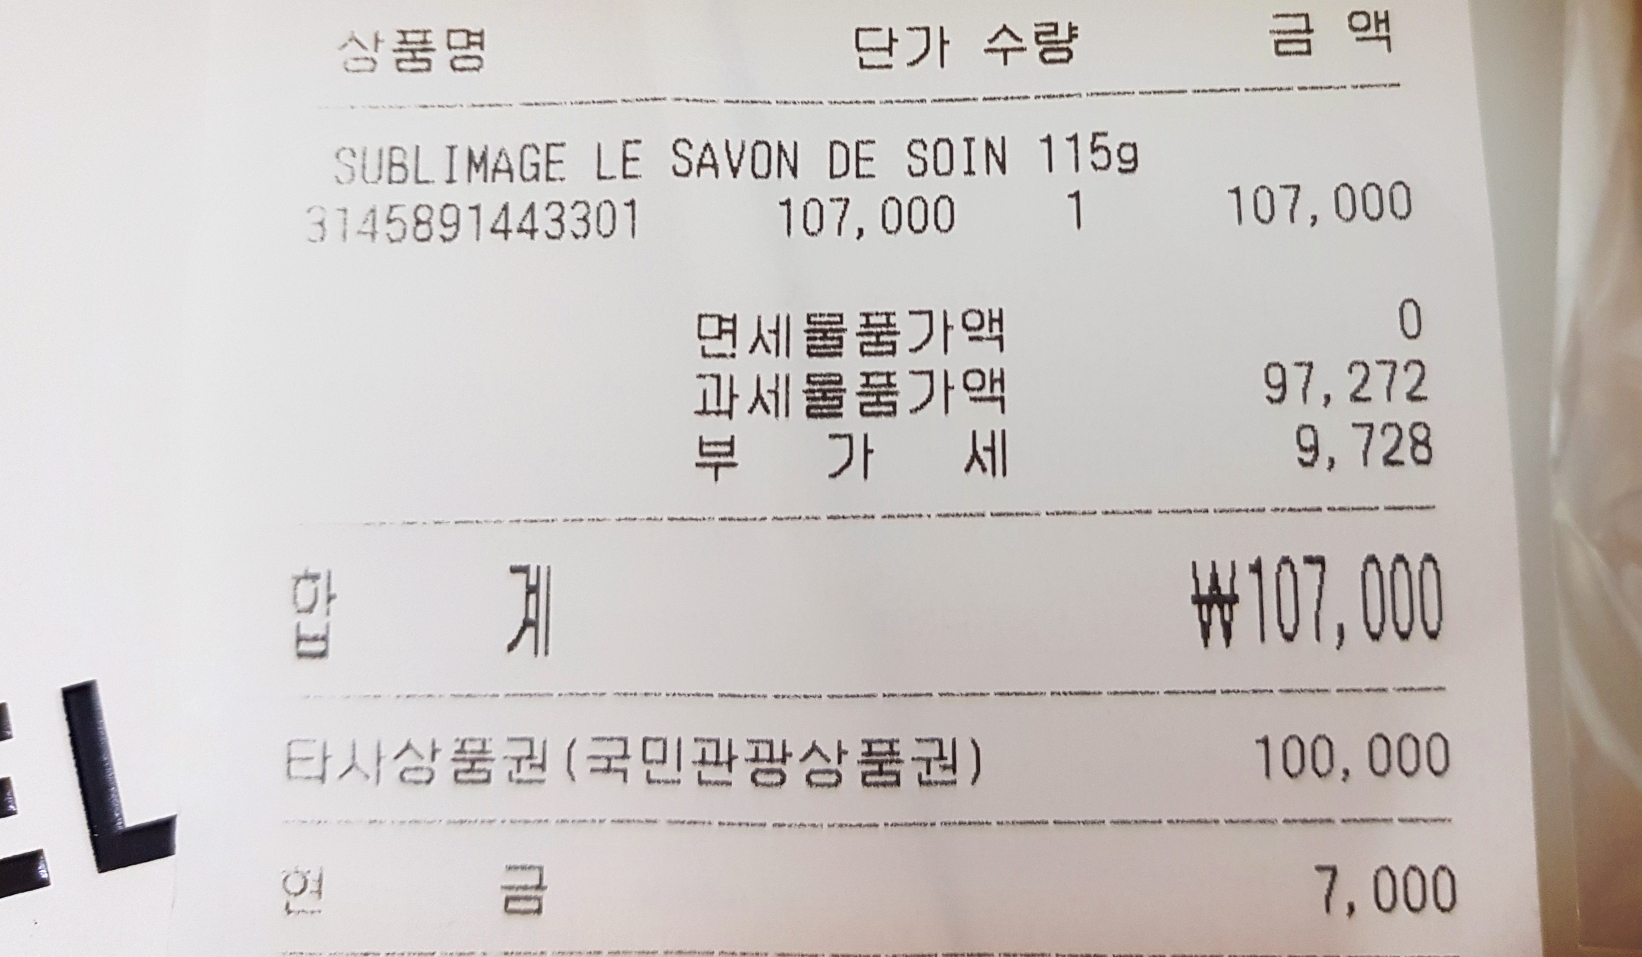 상품명 단가 수량 금 액
SUBLIMAGE LE SAVON DE SOIN 115g
3145891443301 107,000 1 107,000
면세물품가액 0
과세물품가액 97,272
부 가 세 9,728
합 계 ₩107,000
타사상품권(국민관광상품권) 100,000
현 금 7,000
EL